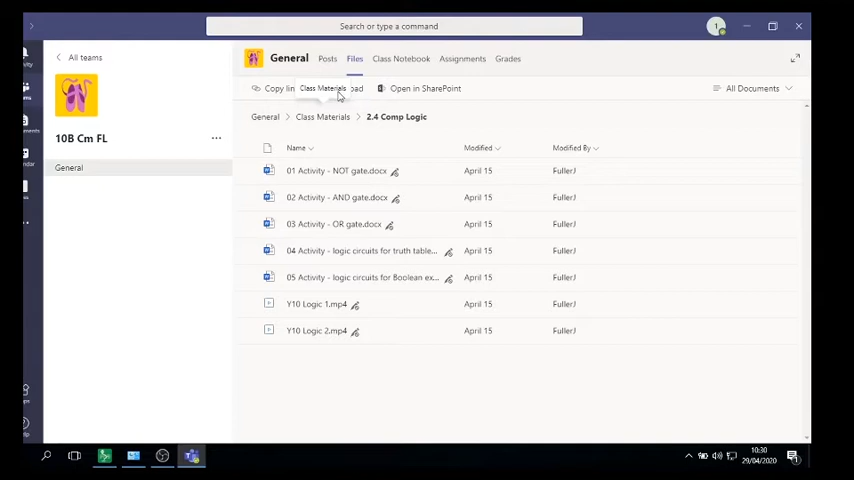 Search or type a command
1
All teams
10B Cm FL
General
General Posts Files Class Notebook Assignments Grades
Copy lin Class Materials oad Open in SharePoint All Documents
General Class Materials 2.4 Comp Logic
Name Modified Modified By
01 Activity - NOT gate.docx April 15 FullerJ
02 Activity - AND gate.docx April 15 FullerJ
03 Activity - OR gate.docx April 15 FullerJ
04 Activity - logic circuits for truth table... April 15 FullerJ
05 Activity - logic circuits for Boolean ex... April 15 FullerJ
Y10 Logic 1.mp4 April 15 FullerJ
Y10 Logic 2.mp4 April 15 FullerJ
10:30
29/04/2020